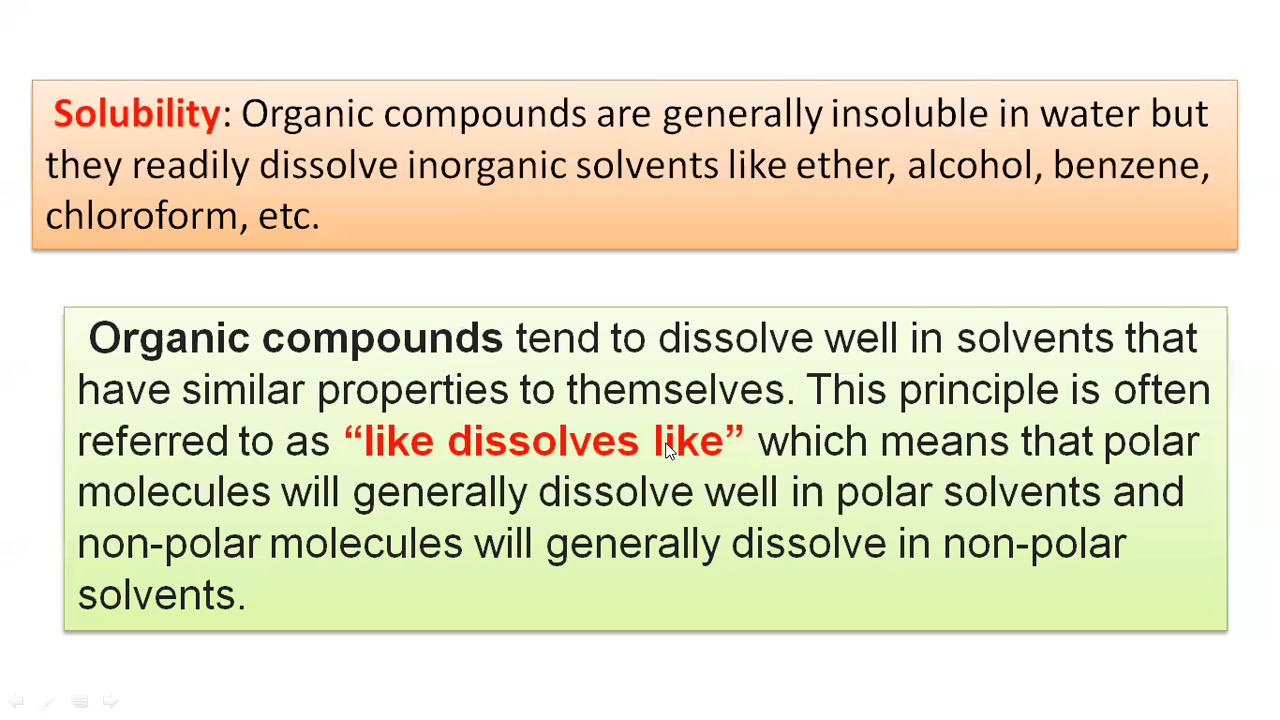 Solubility: Organic compounds are generally insoluble in water but
they readily dissolve inorganic solvents like ether, alcohol, benzene,
chloroform, etc.
Organic compounds tend to dissolve well in solvents that
have similar properties to themselves. This principle is often
referred to as “like dissolves like” which means that polar
molecules will generally dissolve well in polar solvents and
non-polar molecules will generally dissolve in non-polar
solvents.